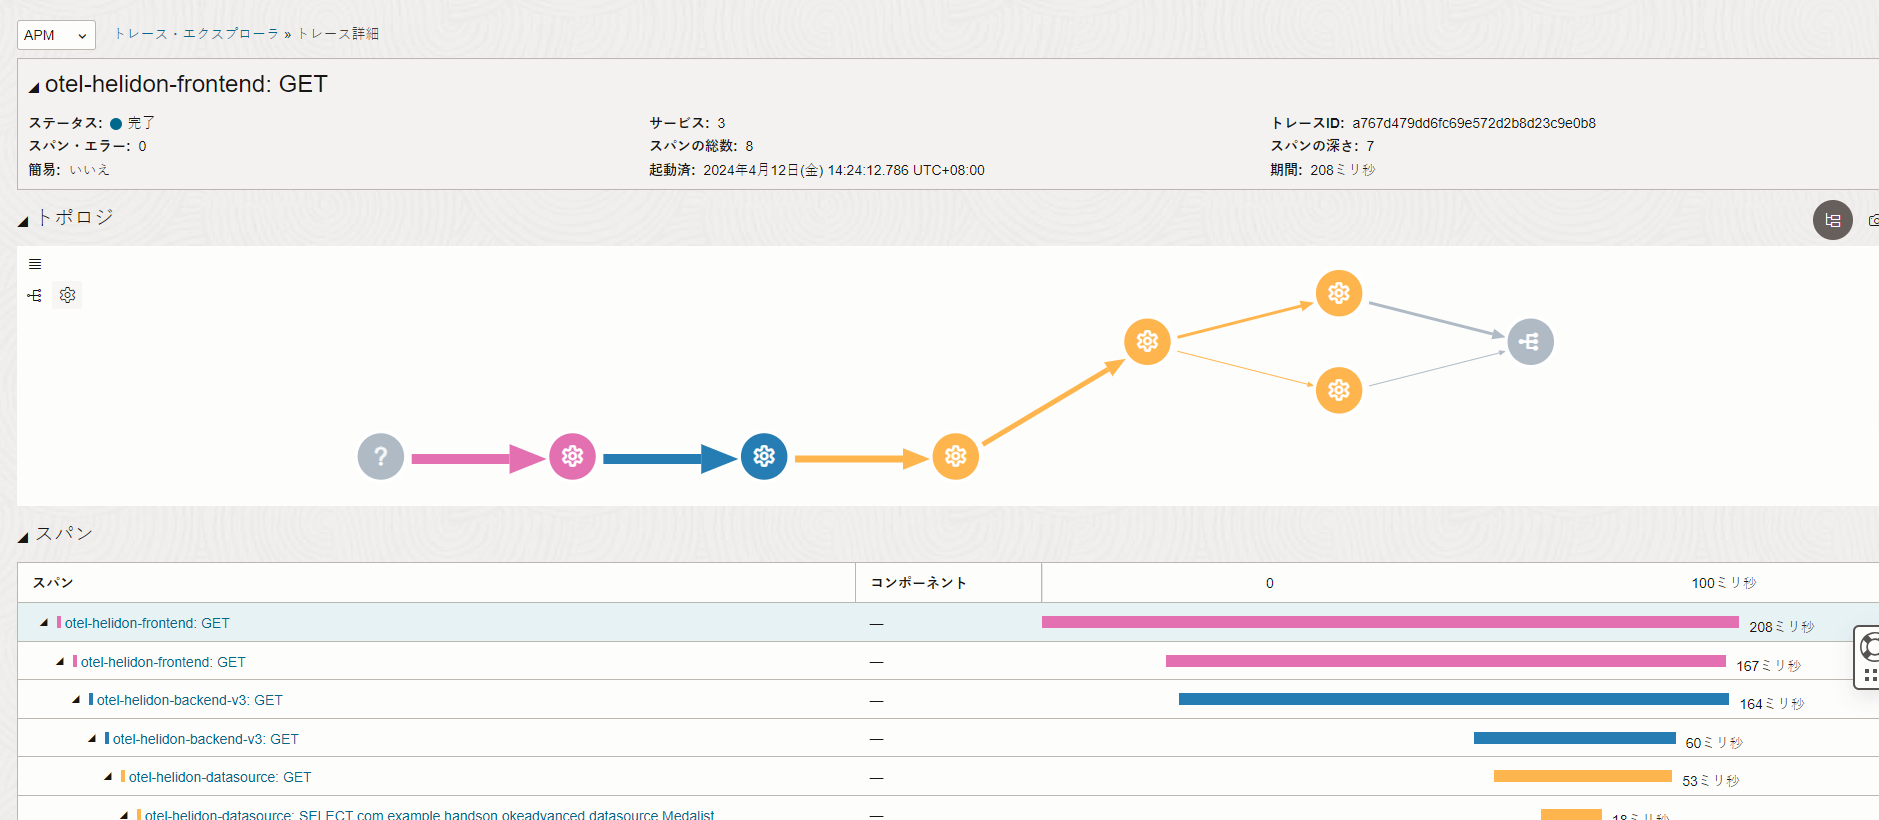 APM トレース・エクスプローラ » トレース詳細
otel-helidon-frontend: GET
ステータス: 完了 サービス: 3 トレースID: a767d479dd6fc69e572d2b8d23c9e0b8
スパン・エラー: 0 スパンの総数: 8 スパンの深さ: 7
簡易: いいえ 起動済: 2024年4月12日(金) 14:24:12.786 UTC+08:00 期間: 208ミリ秒
トポロジ
?
スパン
スパン コンポーネント 0 100ミリ秒
otel-helidon-frontend: GET — 208ミリ秒
otel-helidon-frontend: GET — 167ミリ秒
otel-helidon-backend-v3: GET — 164ミリ秒
otel-helidon-backend-v3: GET — 60ミリ秒
otel-helidon-datasource: GET — 53ミリ秒
otel-helidon-datasource: SELECT com.example.handson.okeadvanced.datasource.Medalist — 18ミリ秒